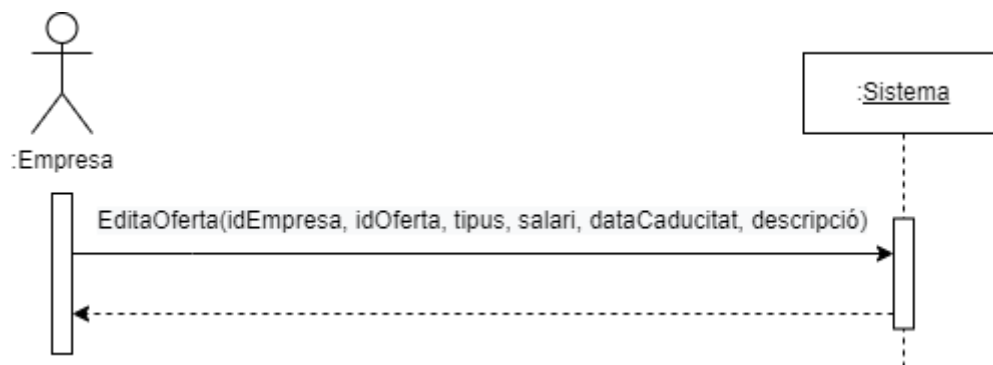 :Sistema
:Empresa
EditaOferta(idEmpresa, idOferta, tipus, salari, dataCaducitat, descripció)